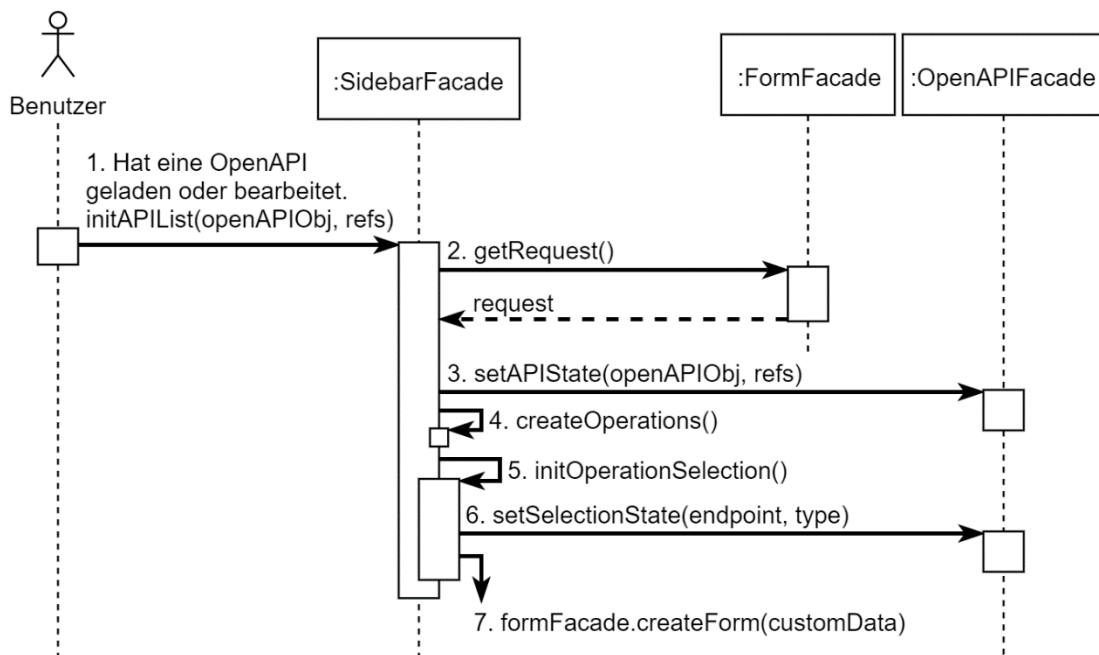 :SidebarFacade
:FormFacade
:OpenAPIFacade
Benutzer
1. Hat eine OpenAPI
geladen oder bearbeitet.
initAPIList(openAPIObj, refs)
2. getRequest()
request
3. setAPIState(openAPIObj, refs)
4. createOperations()
5. initOperationSelection()
6. setSelectionState(endpoint, type)
7. formFacade.createForm(customData)